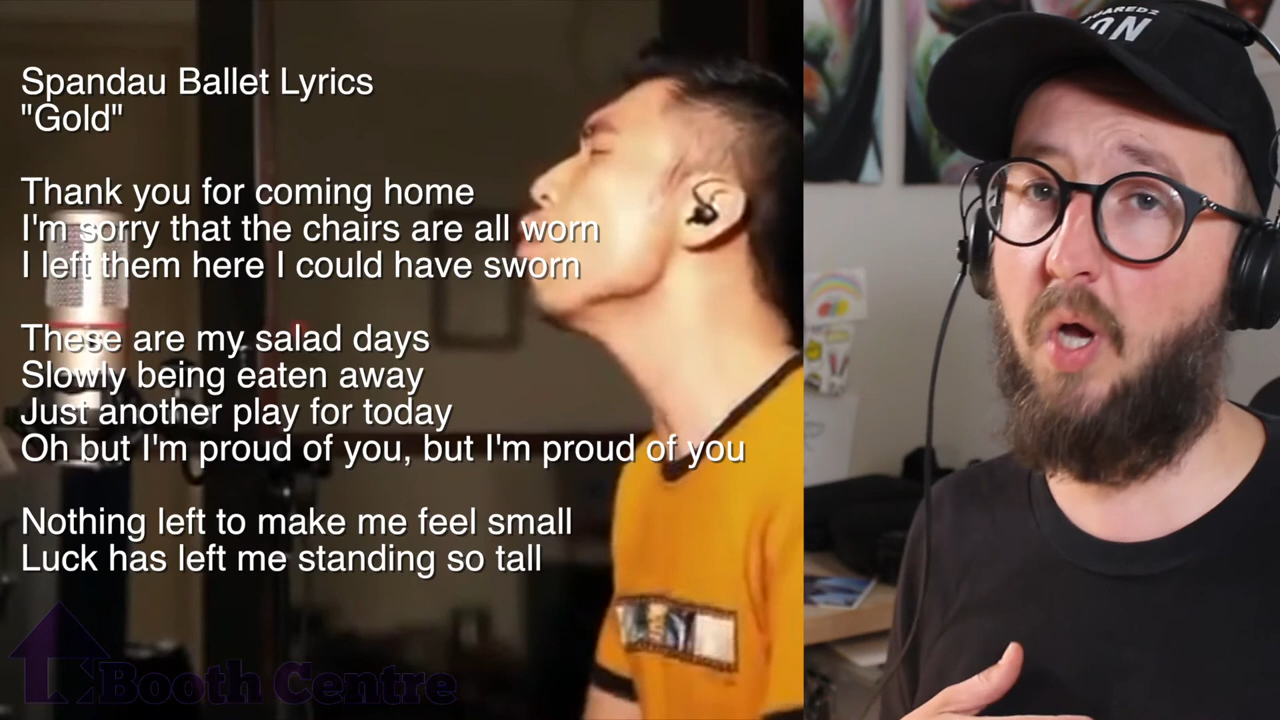 Spandau Ballet Lyrics
"Gold"
Thank you for coming home
I'm sorry that the chairs are all worn
I left them here I could have sworn
These are my salad days
Slowly being eaten away
Just another play for today
Oh but I'm proud of you, but I'm proud of you
Nothing left to make me feel small
Luck has left me standing so tall
Booth Centre